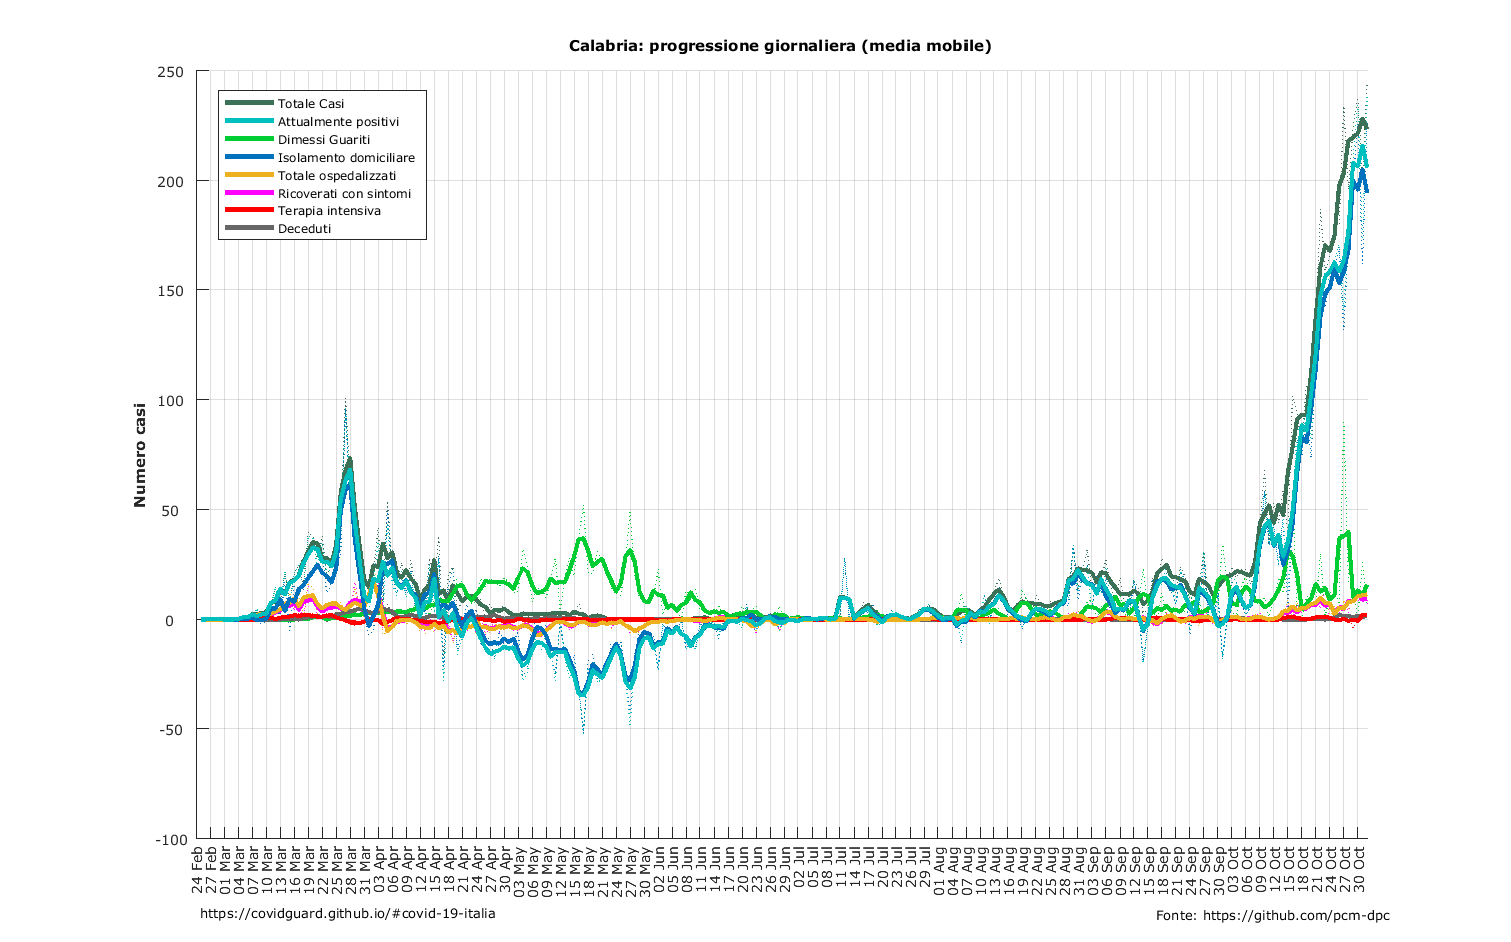 Calabria: progressione giornaliera (media mobile)
250
200
150
100
50
0
-50
-100
Numero casi
Totale Casi
Attualmente positivi
Dimessi Guariti
Isolamento domiciliare
Totale ospedalizzati
Ricoverati con sintomi
Terapia intensiva
Deceduti
24 Feb
27 Feb
01 Mar
04 Mar
07 Mar
10 Mar
13 Mar
16 Mar
19 Mar
22 Mar
25 Mar
28 Mar
31 Mar
03 Apr
06 Apr
09 Apr
12 Apr
15 Apr
18 Apr
21 Apr
24 Apr
27 Apr
30 Apr
03 May
06 May
09 May
12 May
15 May
18 May
21 May
24 May
27 May
30 May
02 Jun
05 Jun
08 Jun
11 Jun
14 Jun
17 Jun
20 Jun
23 Jun
26 Jun
29 Jun
02 Jul
05 Jul
08 Jul
11 Jul
14 Jul
17 Jul
20 Jul
23 Jul
26 Jul
29 Jul
01 Aug
04 Aug
07 Aug
10 Aug
13 Aug
16 Aug
19 Aug
22 Aug
25 Aug
28 Aug
31 Aug
03 Sep
06 Sep
09 Sep
12 Sep
15 Sep
18 Sep
21 Sep
24 Sep
27 Sep
30 Sep
03 Oct
06 Oct
09 Oct
12 Oct
15 Oct
18 Oct
21 Oct
24 Oct
27 Oct
30 Oct
https://covidguard.github.io/#covid-19-italia
Fonte: https://github.com/pcm-dpc